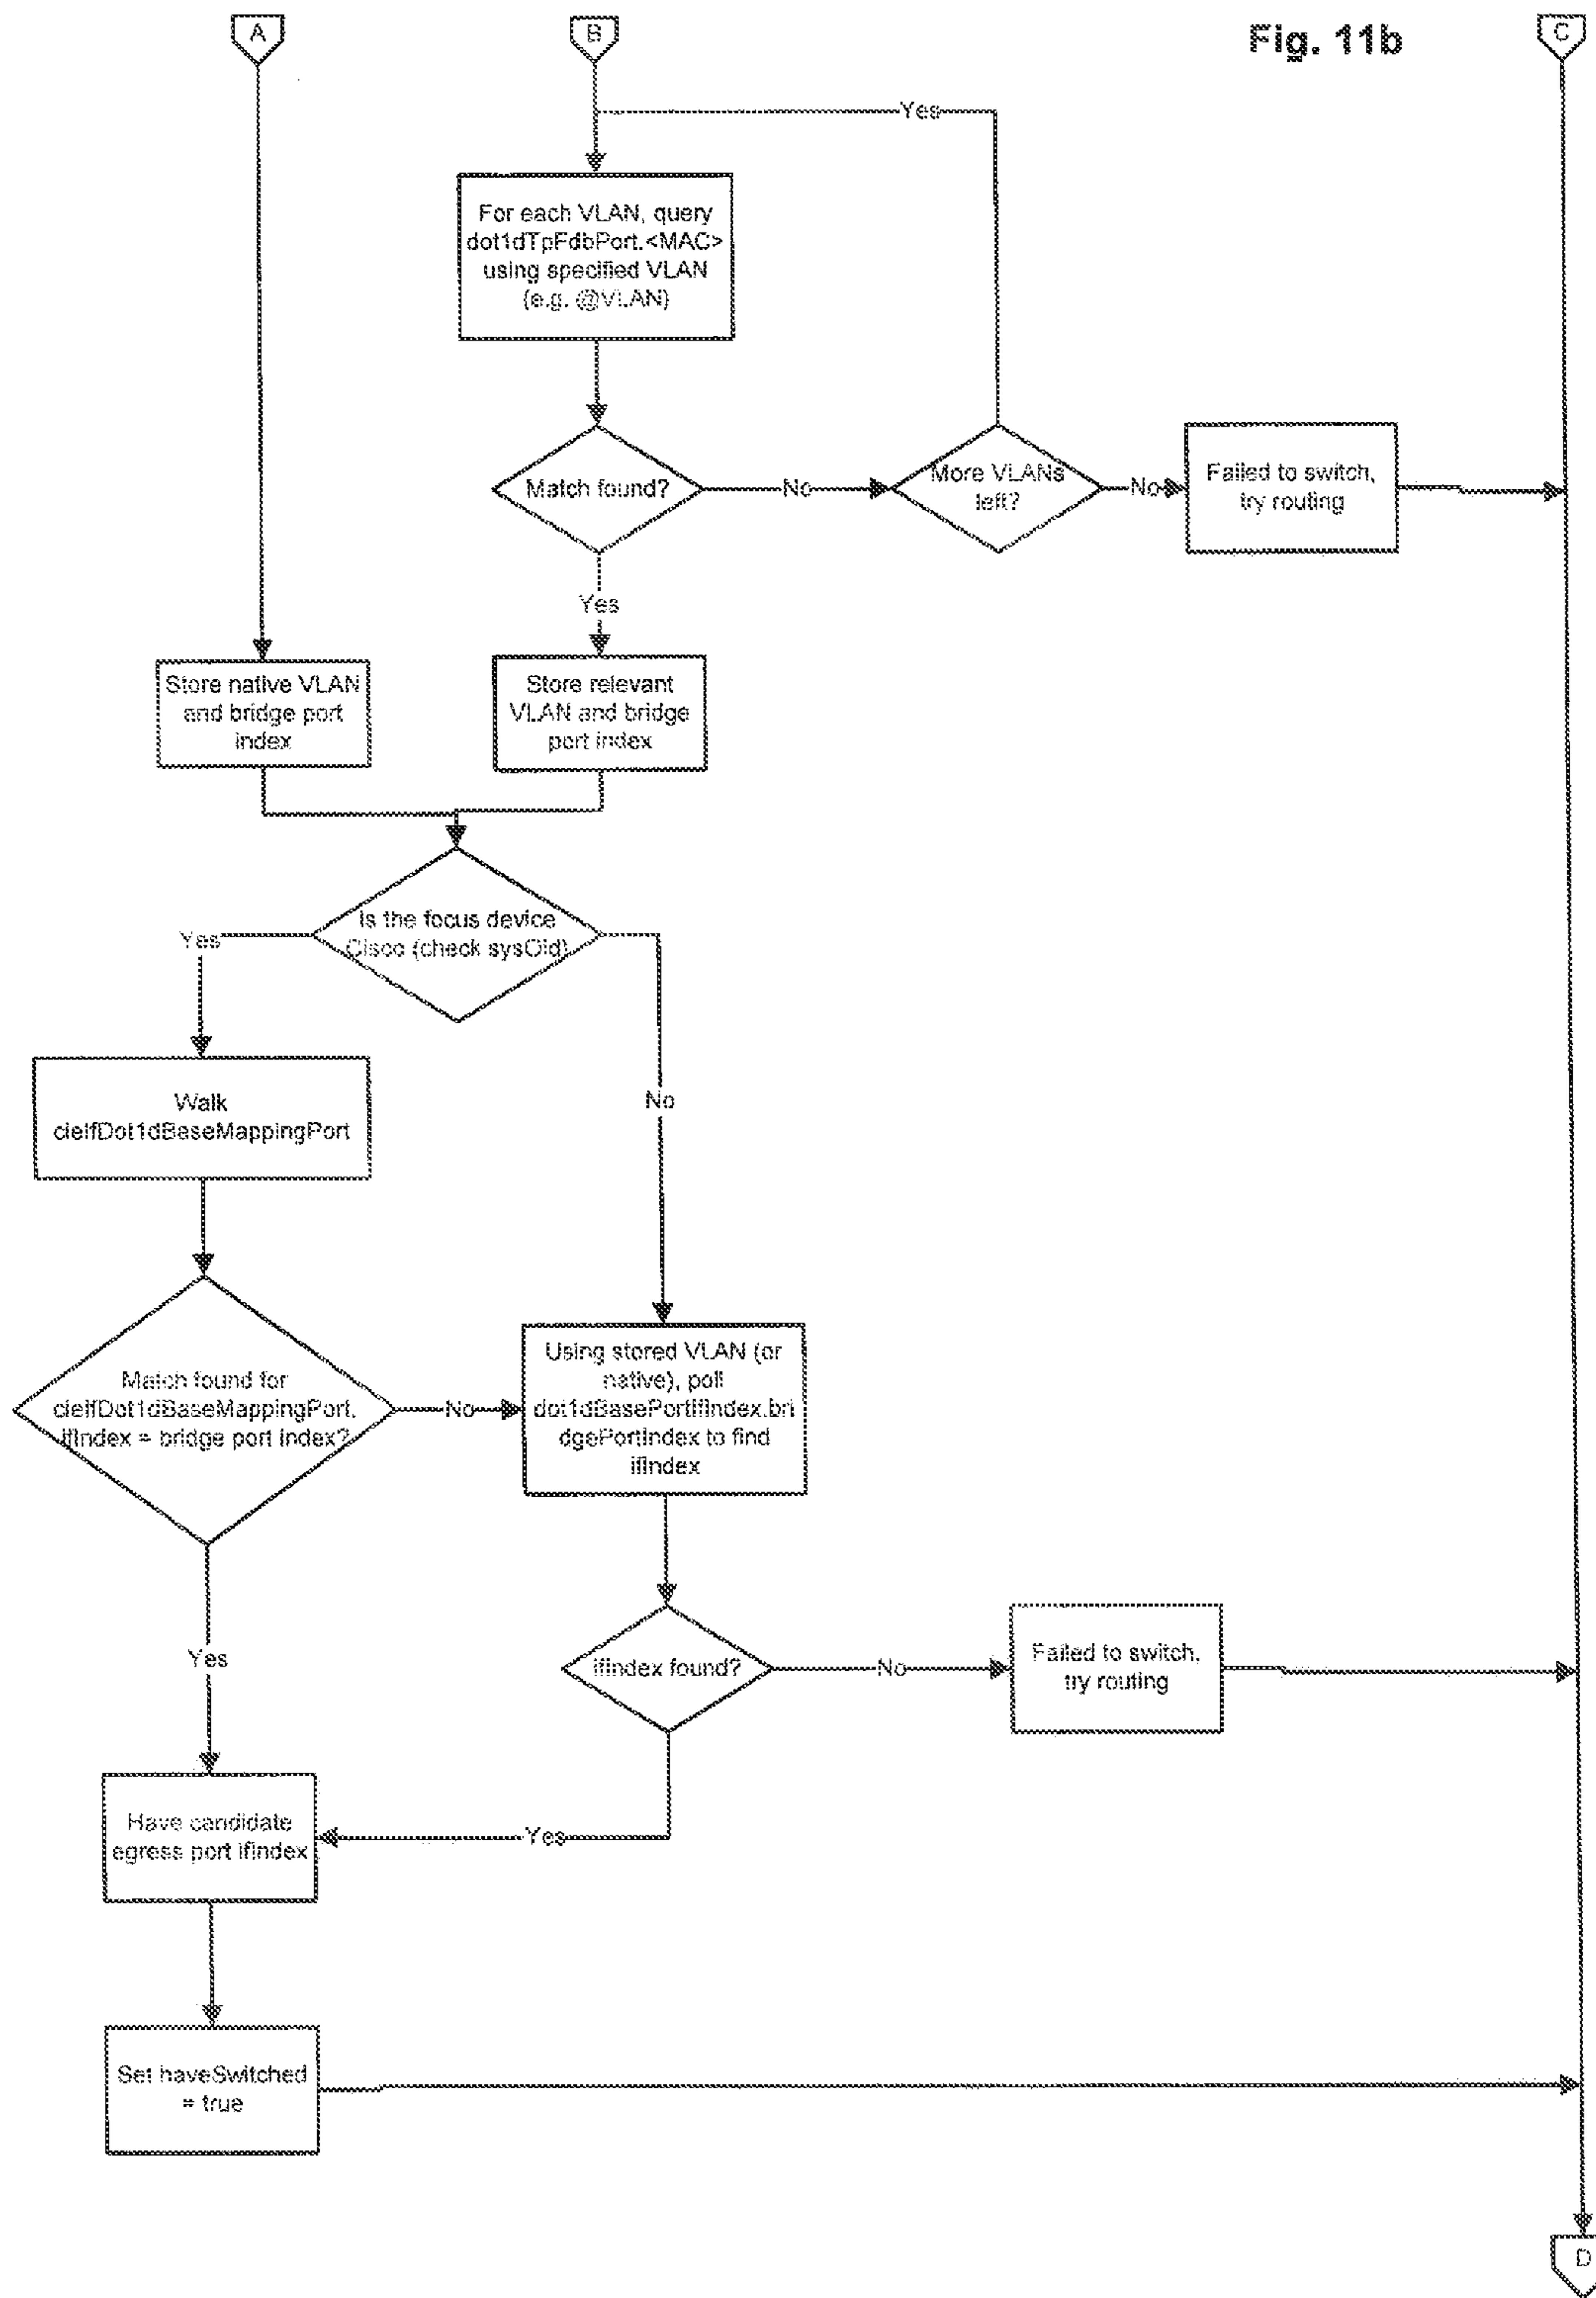 A
B
Fig. 11b
C
Yes
For each VLAN, query
dot1dTpFdbPort.<MAC>
using specified VLAN
(e.g. @VLAN)
Match found?
No
More VLANs
left?
No
Failed to switch,
try routing
Yes
Store native VLAN
and bridge port
index
Store relevant
VLAN and bridge
port index
Is the focus device
Cisco (check sysOid)
Yes
No
Walk
cieIfDot1dBaseMappingPort
Match found for
cieIfDot1dBaseMappingPort.
ifIndex = bridge port index?
No
Using stored VLAN (or
native), poll
dot1dBasePortIfIndex.bri
dgePortIndex to find
ifIndex
Yes
ifIndex found?
No
Failed to switch,
try routing
Have candidate
egress port ifIndex
Yes
Set haveSwitched
= true
D